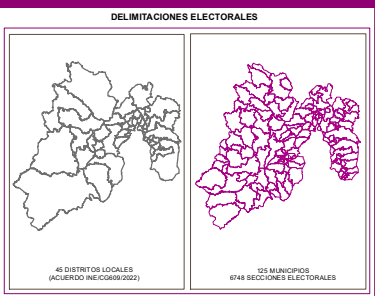 DELIMITACIONES ELECTORALES
45 DISTRITOS LOCALES
(ACUERDO INE/CG609/2022)
125 MUNICIPIOS
6748 SECCIONES ELECTORALES